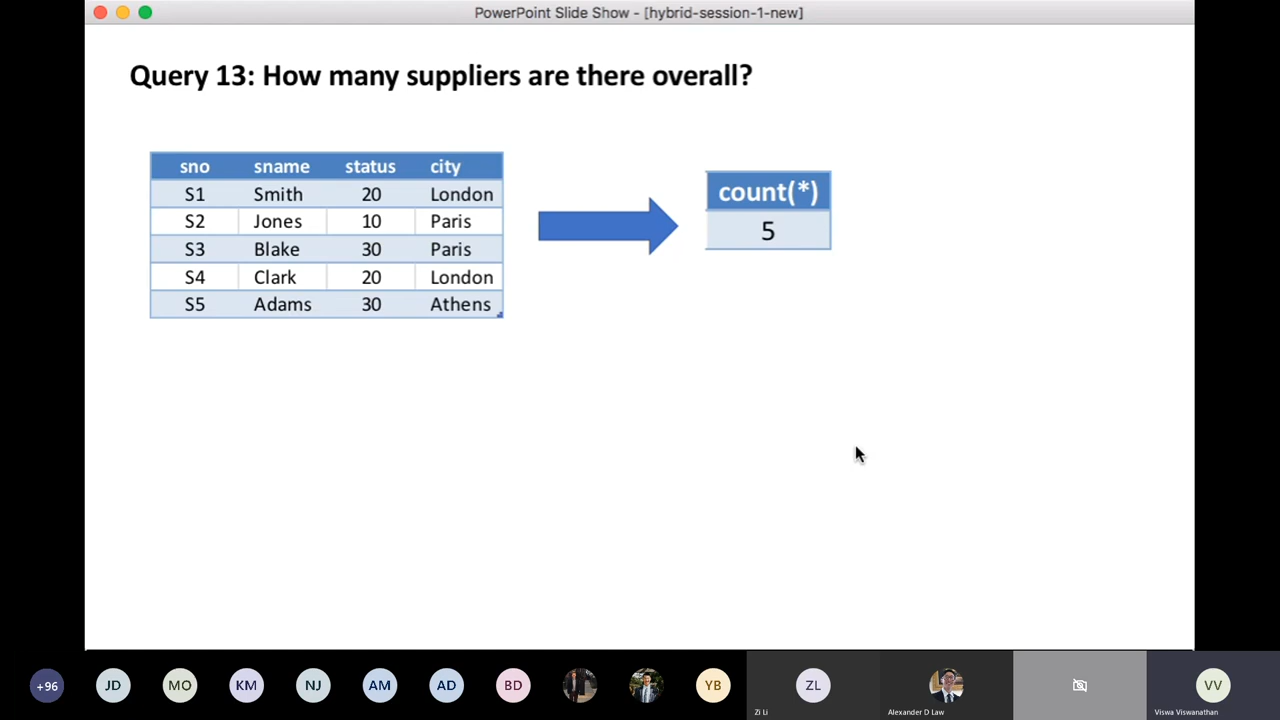 PowerPoint Slide Show - [hybrid-session-1-new]
Query 13: How many suppliers are there overall?
sno sname status city
S1 Smith 20 London
S2 Jones 10 Paris
S3 Blake 30 Paris
S4 Clark 20 London
S5 Adams 30 Athens
count(*)
5
+96 JD MO KM NJ AM AD BD YB ZL VV
Zi Li Alexander D Law Viswa Viswanathan